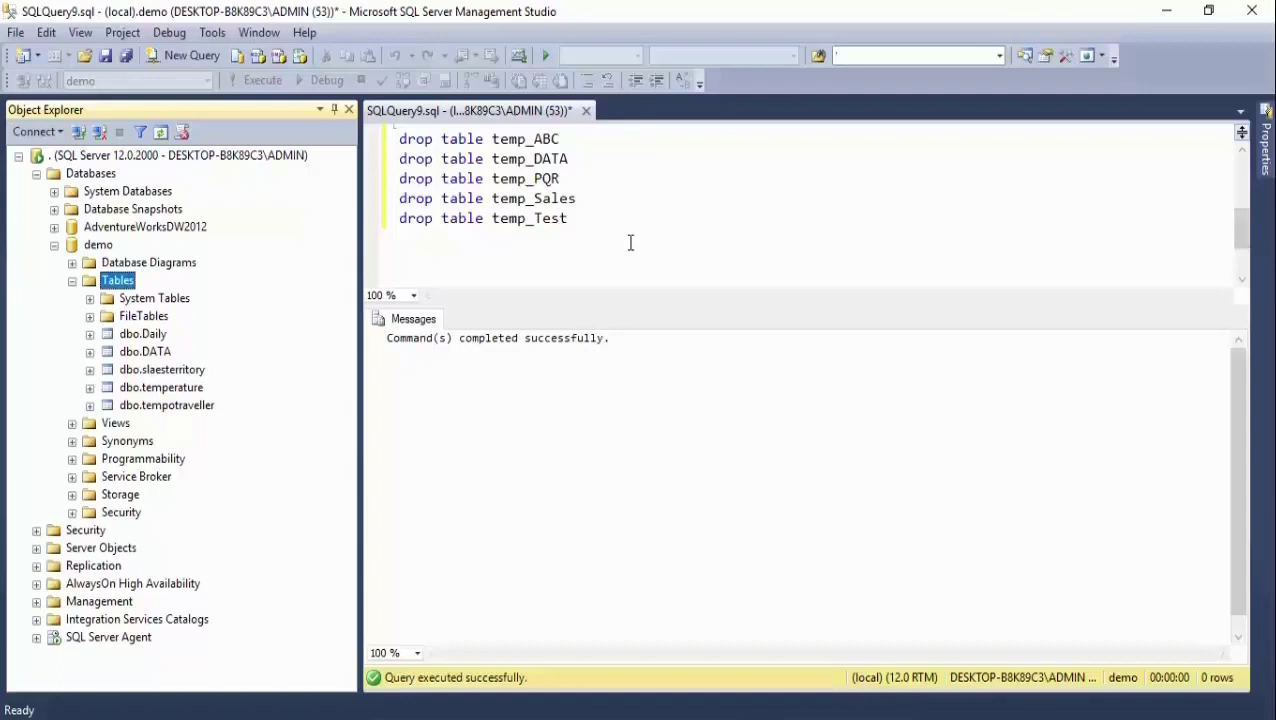 SQLQuery9.sql - (local).demo (DESKTOP-B8K89C3\ADMIN (53))* - Microsoft SQL Server Management Studio
File Edit View Project Debug Tools Window Help
New Query
demo Execute Debug
Object Explorer
Connect
. (SQL Server 12.0.2000 - DESKTOP-B8K89C3\ADMIN)
Databases
System Databases
Database Snapshots
AdventureWorksDW2012
demo
Database Diagrams
Tables
System Tables
FileTables
dbo.Daily
dbo.DATA
dbo.slaesterritory
dbo.temperature
dbo.tempotraveller
Views
Synonyms
Programmability
Service Broker
Storage
Security
Security
Server Objects
Replication
AlwaysOn High Availability
Management
Integration Services Catalogs
SQL Server Agent
SQLQuery9.sql - (l...8K89C3\ADMIN (53))*
drop table temp_ABC
drop table temp_DATA
drop table temp_PQR
drop table temp_Sales
drop table temp_Test
100 %
Messages
Command(s) completed successfully.
100 %
Query executed successfully.
(local) (12.0 RTM) DESKTOP-B8K89C3\ADMIN ... demo 00:00:00 0 rows
Properties
Ready